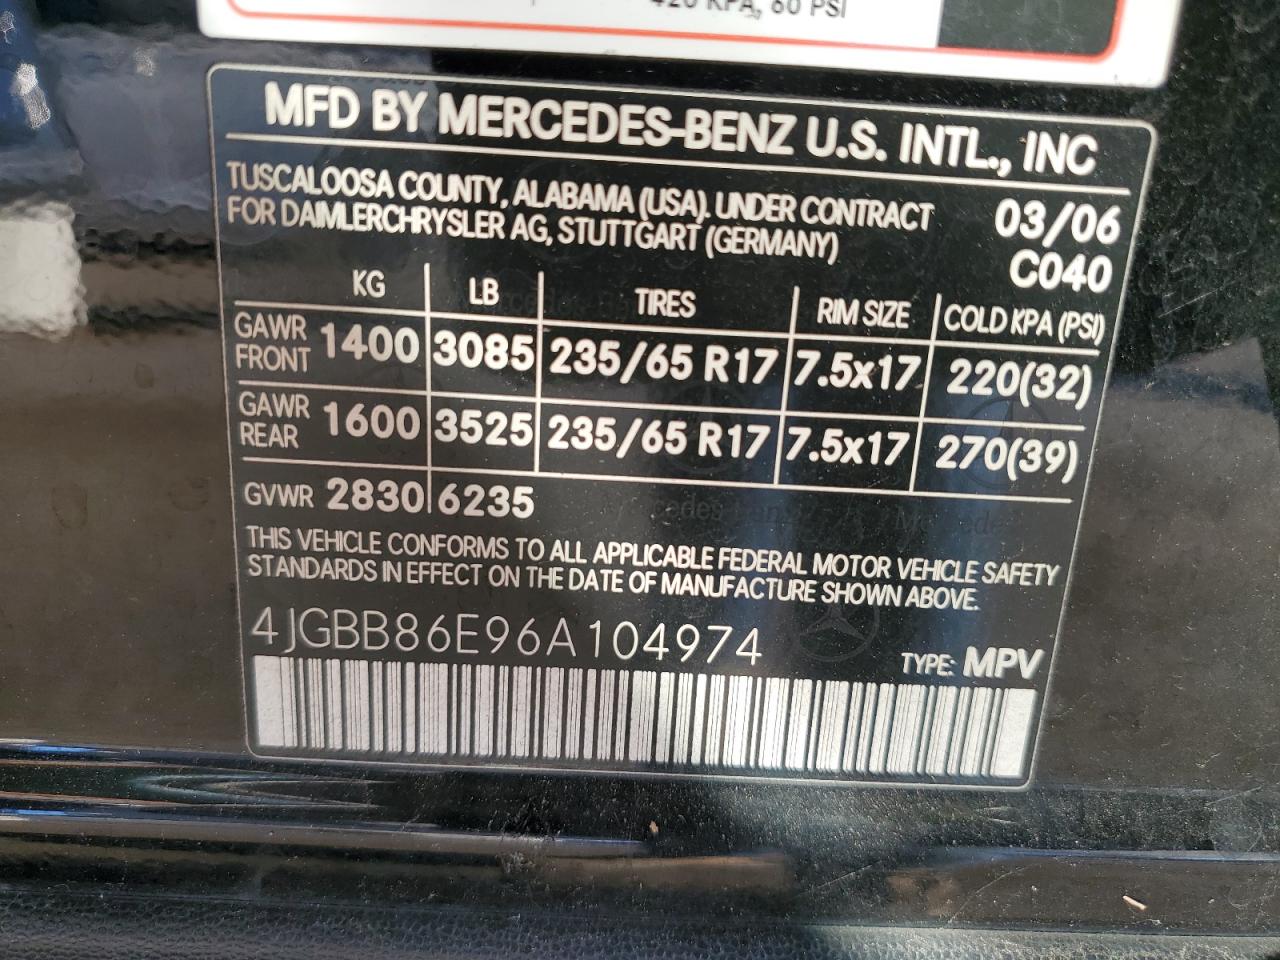 420 KPA, 60 PSI
MFD BY MERCEDES-BENZ U.S. INTL., INC
TUSCALOOSA COUNTY, ALABAMA (USA). UNDER CONTRACT
FOR DAIMLERCHRYSLER AG, STUTTGART (GERMANY)
03/06
C040
KG LB TIRES RIM SIZE COLD KPA (PSI)
GAWR FRONT 1400 3085 235/65 R17 7.5x17 220(32)
GAWR REAR 1600 3525 235/65 R17 7.5x17 270(39)
GVWR 2830 6235
THIS VEHICLE CONFORMS TO ALL APPLICABLE FEDERAL MOTOR VEHICLE SAFETY
STANDARDS IN EFFECT ON THE DATE OF MANUFACTURE SHOWN ABOVE.
4JGBB86E96A104974
TYPE: MPV